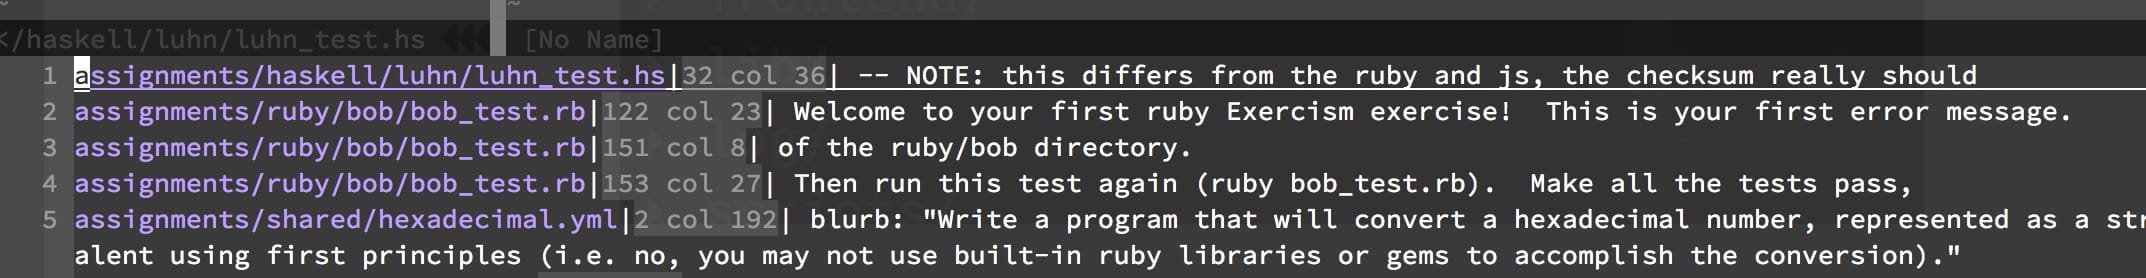 </haskell/luhn/luhn_test.hs [No Name]
1 assignments/haskell/luhn/luhn_test.hs|32 col 36| -- NOTE: this differs from the ruby and js, the checksum really should
2 assignments/ruby/bob/bob_test.rb|122 col 23| Welcome to your first ruby Exercism exercise!  This is your first error message.
3 assignments/ruby/bob/bob_test.rb|151 col 8| of the ruby/bob directory.
4 assignments/ruby/bob/bob_test.rb|153 col 27| Then run this test again (ruby bob_test.rb).  Make all the tests pass,
5 assignments/shared/hexadecimal.yml|2 col 192| blurb: "Write a program that will convert a hexadecimal number, represented as a str
alent using first principles (i.e. no, you may not use built-in ruby libraries or gems to accomplish the conversion)."